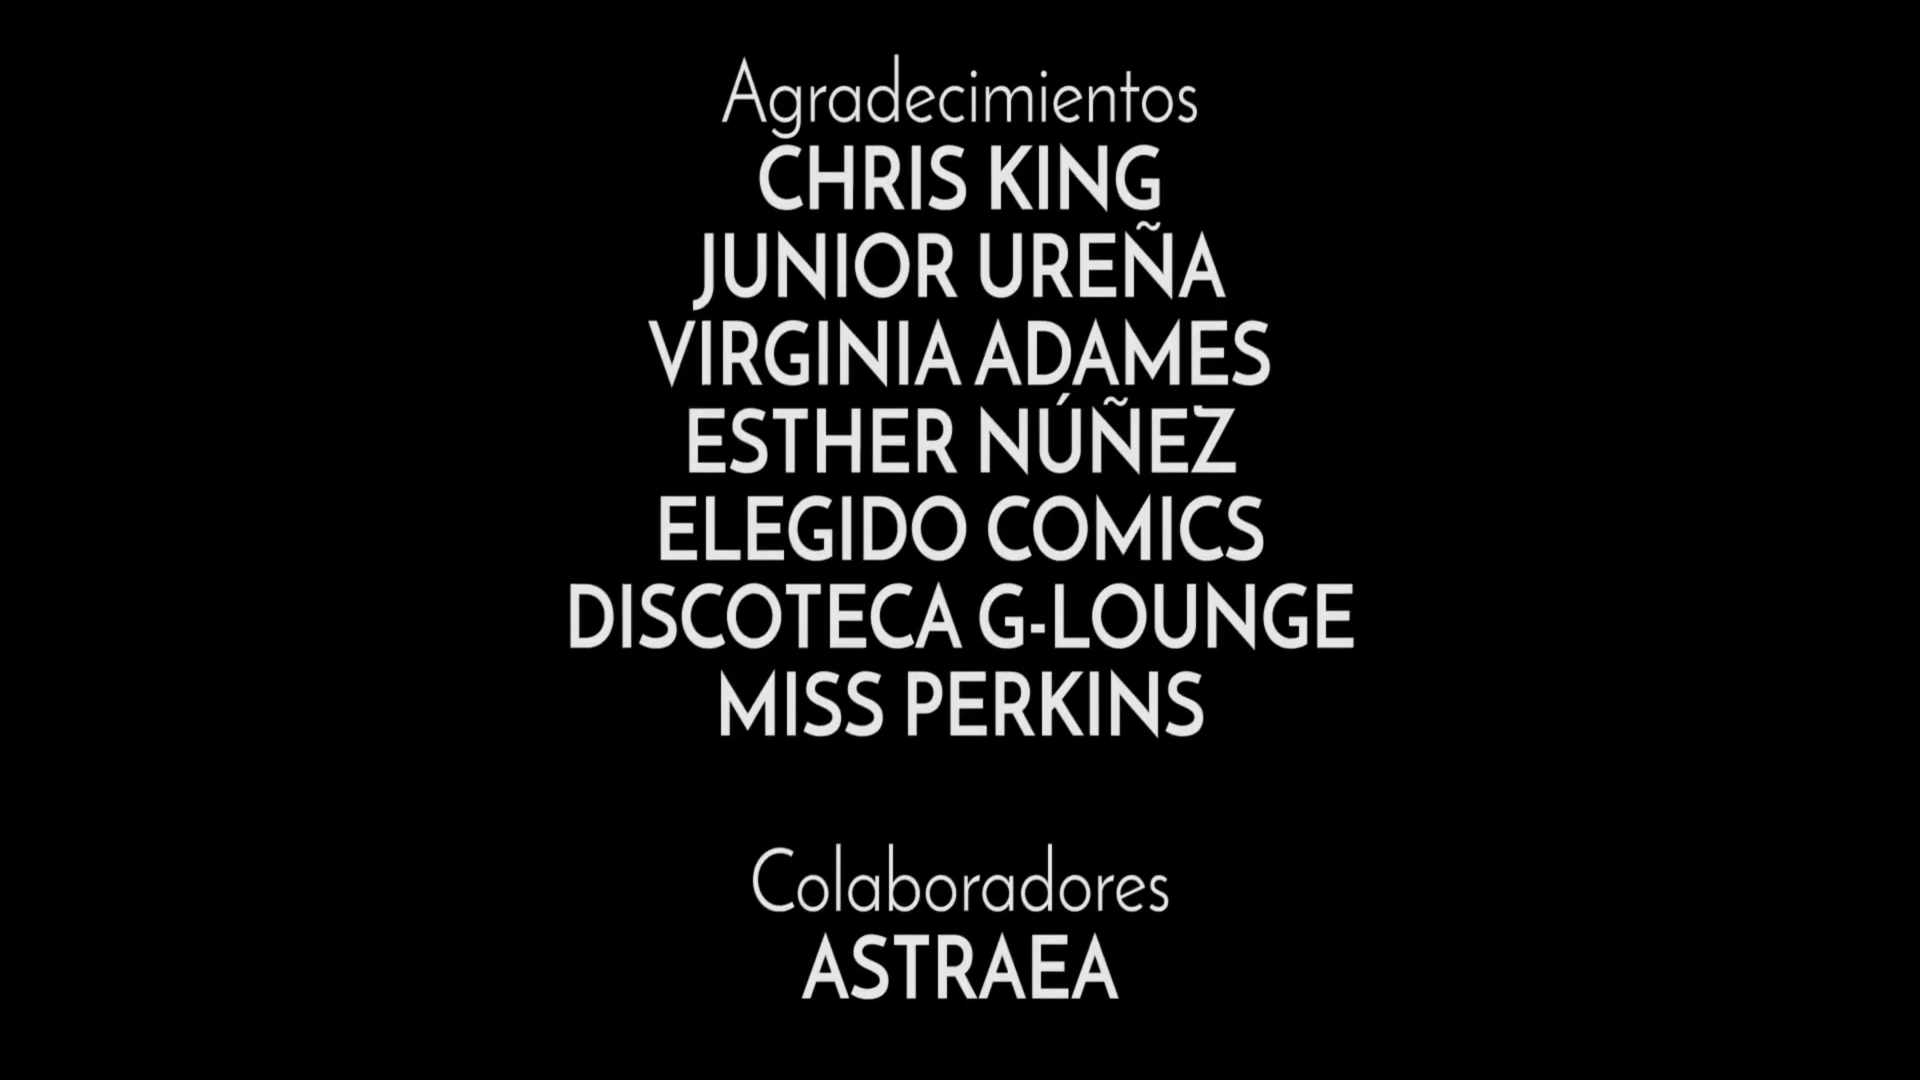 Agradecimientos
CHRIS KING
JUNIOR UREÑA
VIRGINIA ADAMES
ESTHER NÚÑEZ
ELEGIDO COMICS
DISCOTECA G-LOUNGE
MISS PERKINS
Colaboradores
ASTRAEA